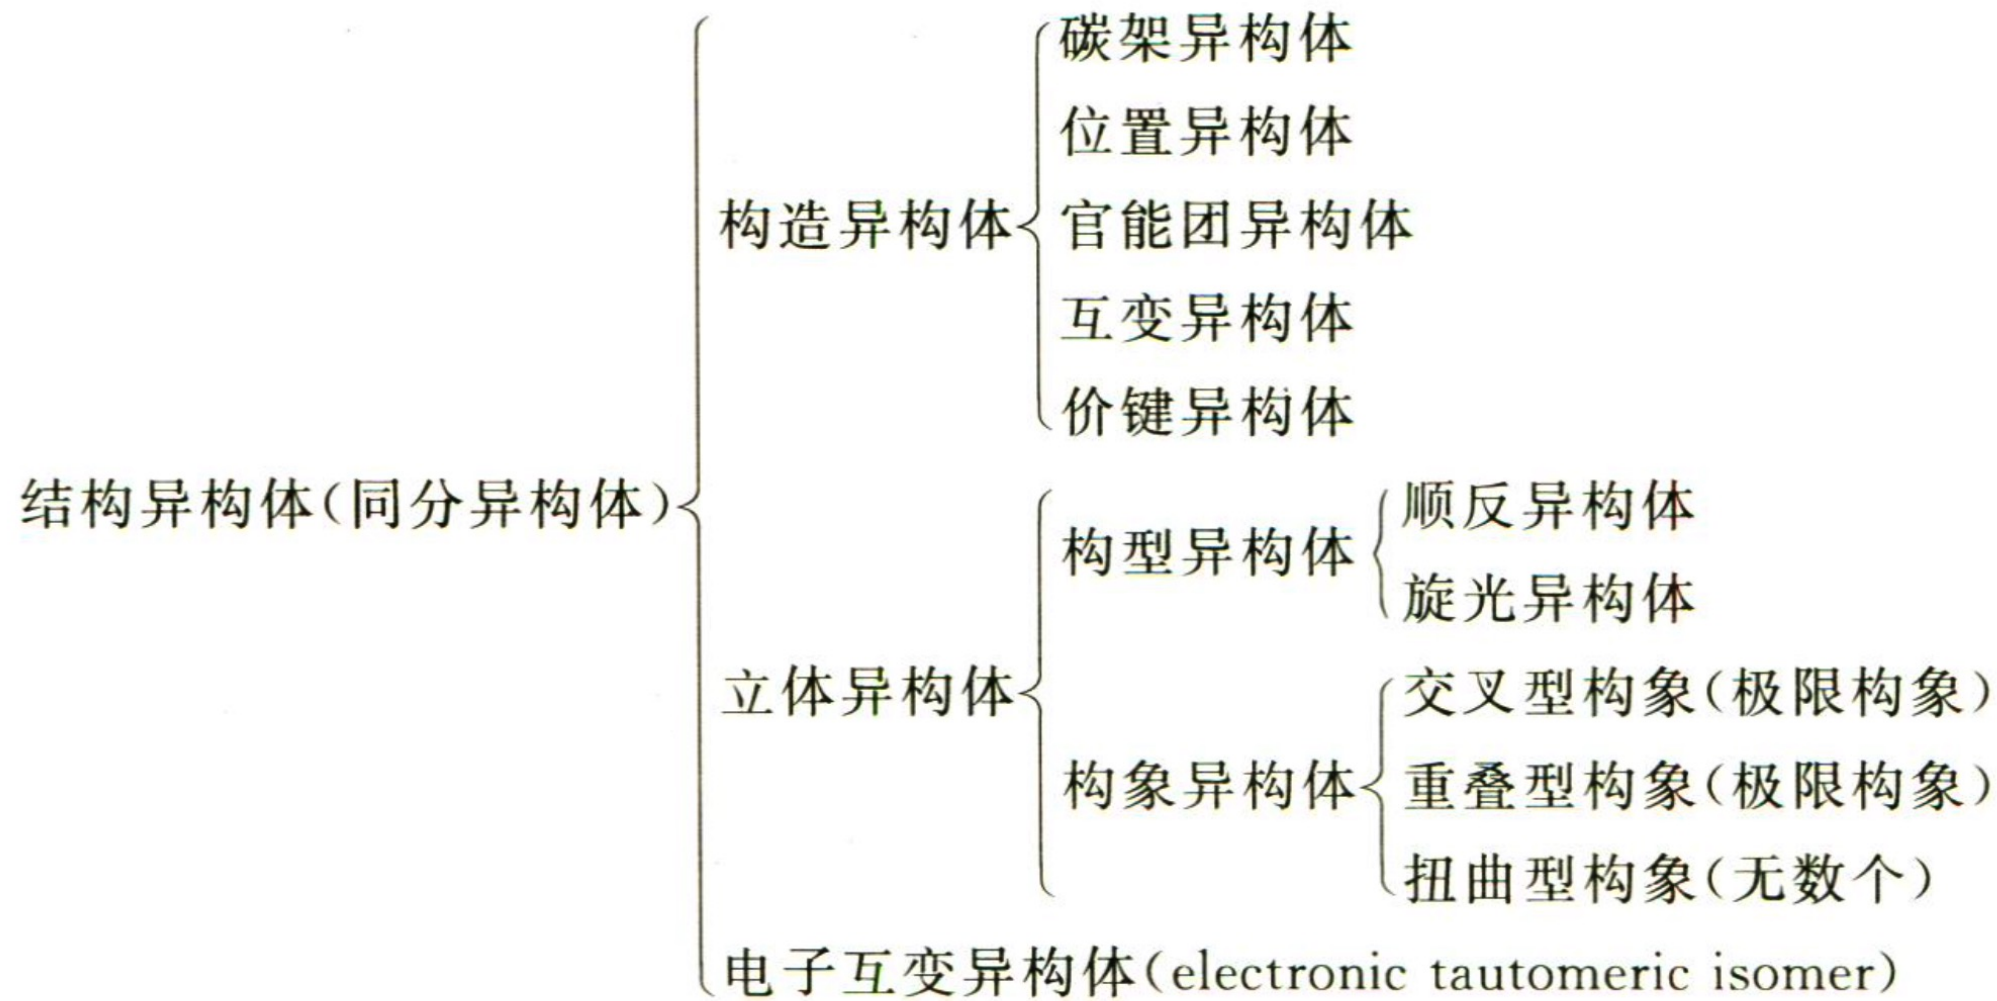 碳架异构体
位置异构体
构造异构体 官能团异构体
互变异构体
价键异构体
结构异构体(同分异构体) 顺反异构体
构型异构体
旋光异构体
立体异构体 交叉型构象(极限构象)
构象异构体 重叠型构象(极限构象)
扭曲型构象(无数个)
电子互变异构体(electronic tautomeric isomer)